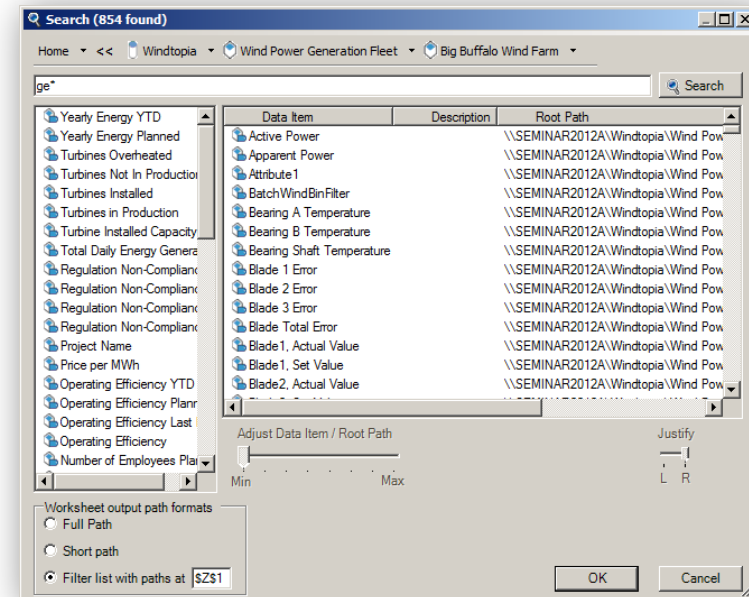 Search (854 found)
Home << Windtopia Wind Power Generation Fleet Big Buffalo Wind Farm
ge*
Search
Yearly Energy YTD
Yearly Energy Planned
Turbines Overheated
Turbines Not In Production
Turbines Installed
Turbines in Production
Turbine Installed Capacity
Total Daily Energy Genera
Regulation Non-Complianc
Regulation Non-Complianc
Regulation Non-Complianc
Regulation Non-Complianc
Project Name
Price per MWh
Operating Efficiency YTD
Operating Efficiency Plann
Operating Efficiency Last
Operating Efficiency
Number of Employees Plan
Data Item Description Root Path
Active Power \\SEMINAR2012A\Windtopia\Wind Pow
Apparent Power \\SEMINAR2012A\Windtopia\Wind Pow
Attribute1 \\SEMINAR2012A\Windtopia\Wind Pow
BatchWindBinFilter \\SEMINAR2012A\Windtopia\Wind Pow
Bearing A Temperature \\SEMINAR2012A\Windtopia\Wind Pow
Bearing B Temperature \\SEMINAR2012A\Windtopia\Wind Pow
Bearing Shaft Temperature \\SEMINAR2012A\Windtopia\Wind Pow
Blade 1 Error \\SEMINAR2012A\Windtopia\Wind Pow
Blade 2 Error \\SEMINAR2012A\Windtopia\Wind Pow
Blade 3 Error \\SEMINAR2012A\Windtopia\Wind Pow
Blade Total Error \\SEMINAR2012A\Windtopia\Wind Pow
Blade1, Actual Value \\SEMINAR2012A\Windtopia\Wind Pow
Blade1, Set Value \\SEMINAR2012A\Windtopia\Wind Pow
Blade2, Actual Value \\SEMINAR2012A\Windtopia\Wind Pow
Adjust Data Item / Root Path
Min Max
Justify
L R
Worksheet output path formats
Full Path
Short path
Filter list with paths at $Z$1
OK Cancel